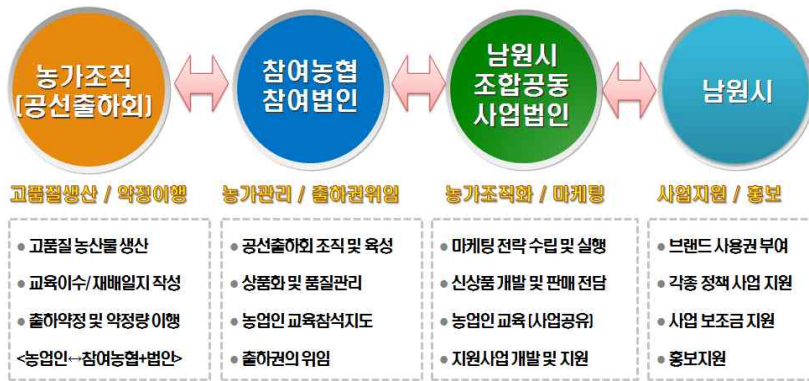 농가조직
(공선출하회)
참여농협
참여법인
남원시
조합공동
사업법인
남원시
고품질생산 / 약정이행
농가관리 / 출하권위임
농가조직화 / 마케팅
사업지원 / 홍보
● 고품질 농산물 생산
● 교육이수/재배일지 작성
● 출하약정 및 약정량 이행
<농업인↔참여농협+법인>
● 공선출하회 조직 및 육성
● 상품화 및 품질관리
● 농업인 교육참석지도
● 출하권의 위임
● 마케팅 전략 수립 및 실행
● 신상품 개발 및 판매 전담
● 농업인 교육 (사업공유)
● 지원사업 개발 및 지원
● 브랜드 사용권 부여
● 각종 정책 사업 지원
● 사업 보조금 지원
● 홍보지원